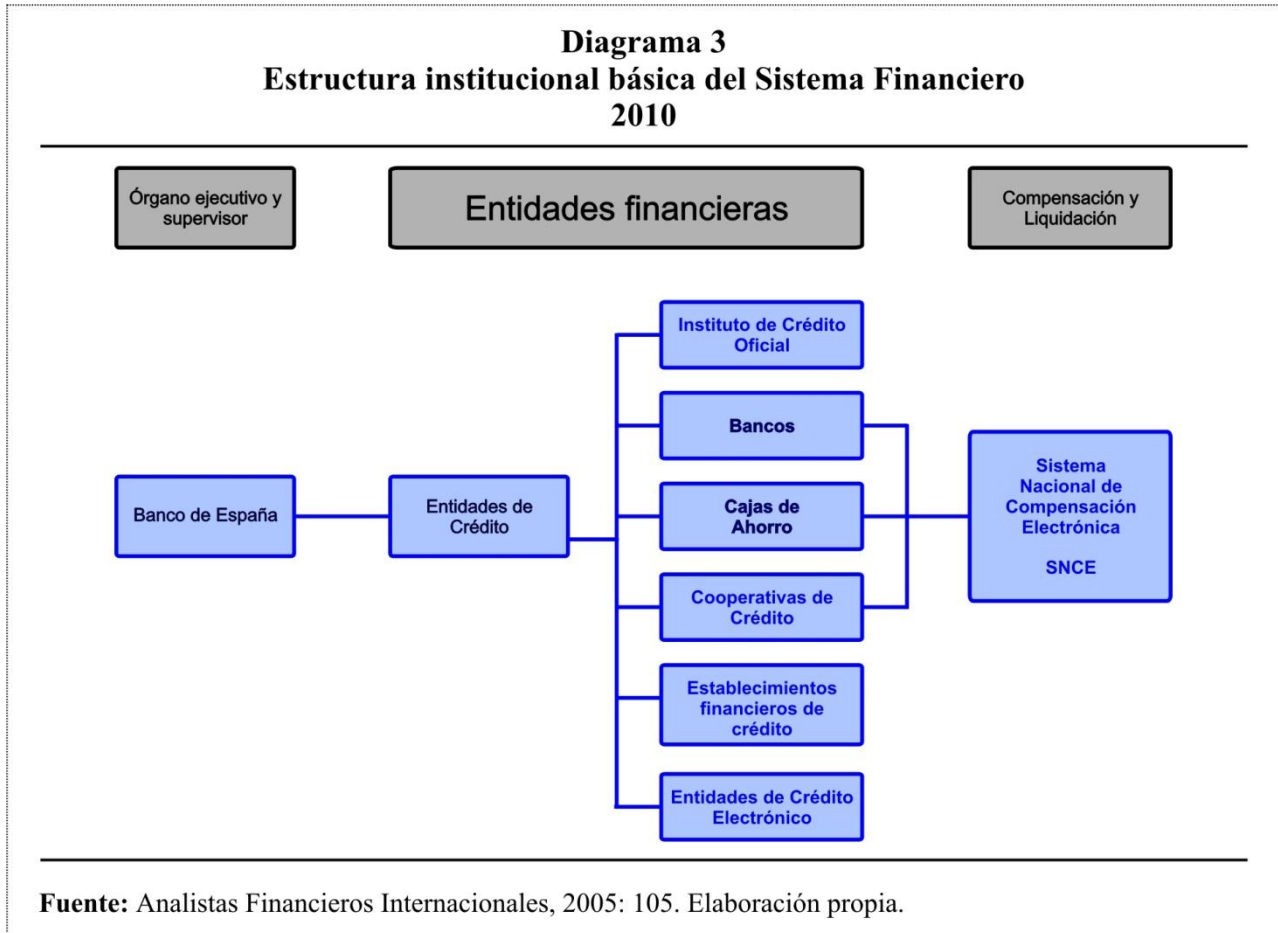 Diagrama 3
Estructura institucional básica del Sistema Financiero
2010
Órgano ejecutivo y
supervisor
Entidades financieras
Compensación y
Liquidación
Banco de España
Entidades de
Crédito
Instituto de Crédito
Oficial
Bancos
Cajas de
Ahorro
Cooperativas de
Crédito
Establecimientos
financieros de
crédito
Entidades de Crédito
Electrónico
Sistema
Nacional de
Compensación
Electrónica
SNCE
Fuente: Analistas Financieros Internacionales, 2005: 105. Elaboración propia.